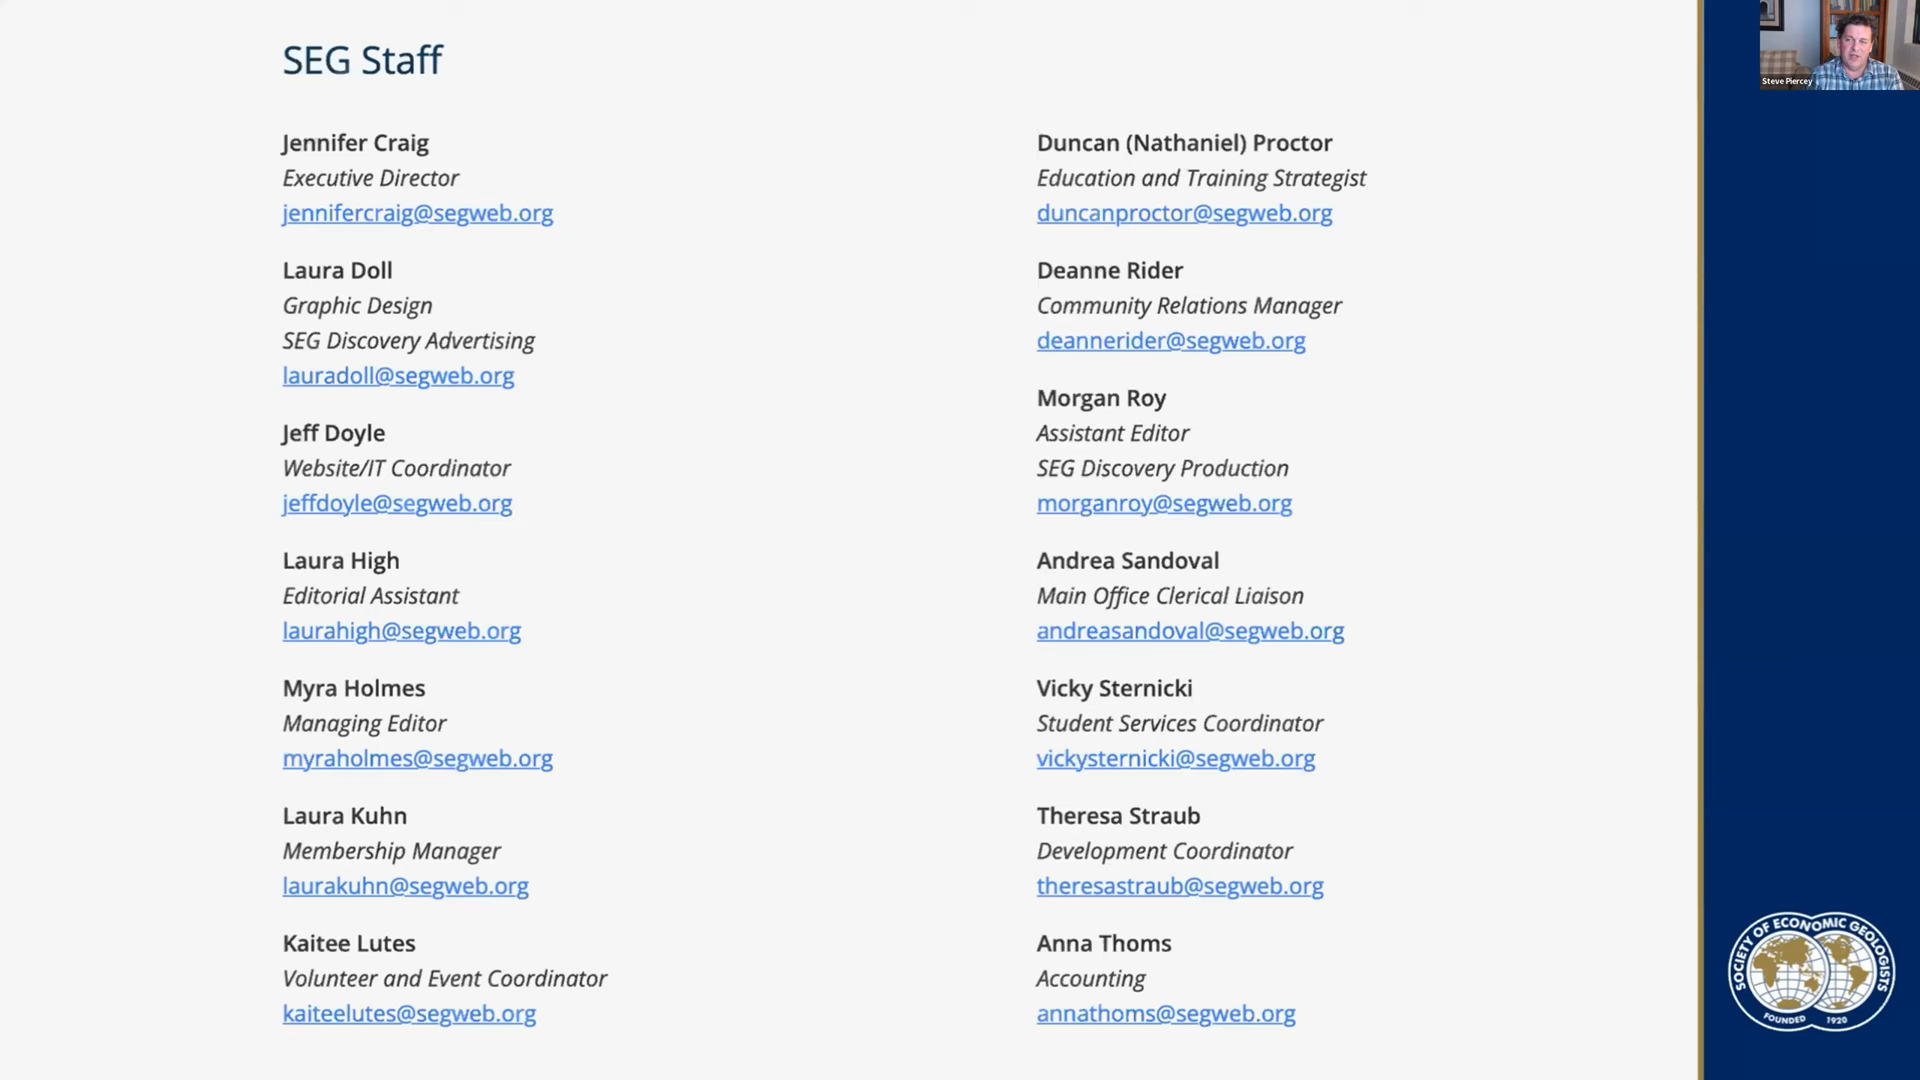 SEG Staff
Jennifer Craig
Executive Director
jennifercraig@segweb.org
Laura Doll
Graphic Design
SEG Discovery Advertising
lauradoll@segweb.org
Jeff Doyle
Website/IT Coordinator
jeffdoyle@segweb.org
Laura High
Editorial Assistant
laurahigh@segweb.org
Myra Holmes
Managing Editor
myraholmes@segweb.org
Laura Kuhn
Membership Manager
laurakuhn@segweb.org
Kaitee Lutes
Volunteer and Event Coordinator
kaiteelutes@segweb.org
Duncan (Nathaniel) Proctor
Education and Training Strategist
duncanproctor@segweb.org
Deanne Rider
Community Relations Manager
deannerider@segweb.org
Morgan Roy
Assistant Editor
SEG Discovery Production
morganroy@segweb.org
Andrea Sandoval
Main Office Clerical Liaison
andreasandoval@segweb.org
Vicky Sternicki
Student Services Coordinator
vickysternicki@segweb.org
Theresa Straub
Development Coordinator
theresastraub@segweb.org
Anna Thoms
Accounting
annathoms@segweb.org
Steve Piercey
SOCIETY OF ECONOMIC GEOLOGISTS
FOUNDED 1920